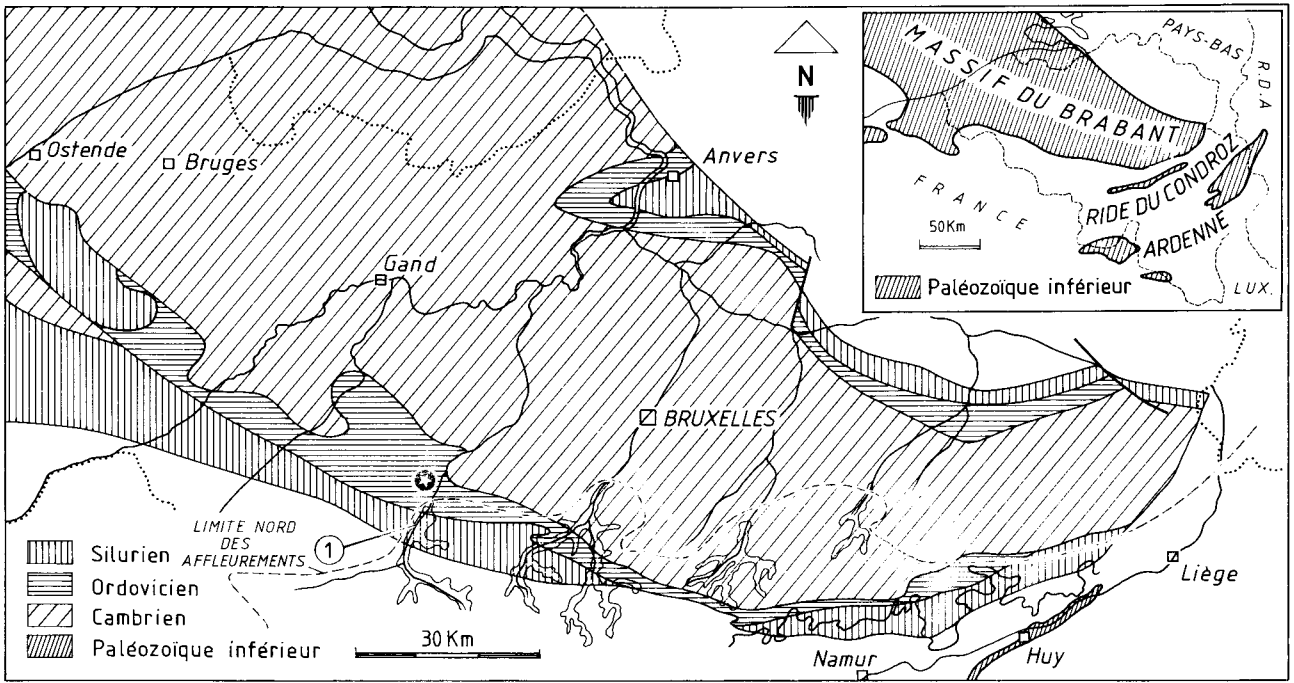 Ostende
Bruges
Gand
Anvers
BRUXELLES
Liège
Huy
Namur
N
LIMITE NORD
DES
AFFLEUREMENTS
1
Silurien
Ordovicien
Cambrien
Paléozoïque inférieur
30 Km
MASSIF DU BRABANT
PAYS-BAS
R.D.A
FRANCE
RIDE DU CONDROZ
ARDENNE
LUX.
50Km
Paléozoïque inférieur